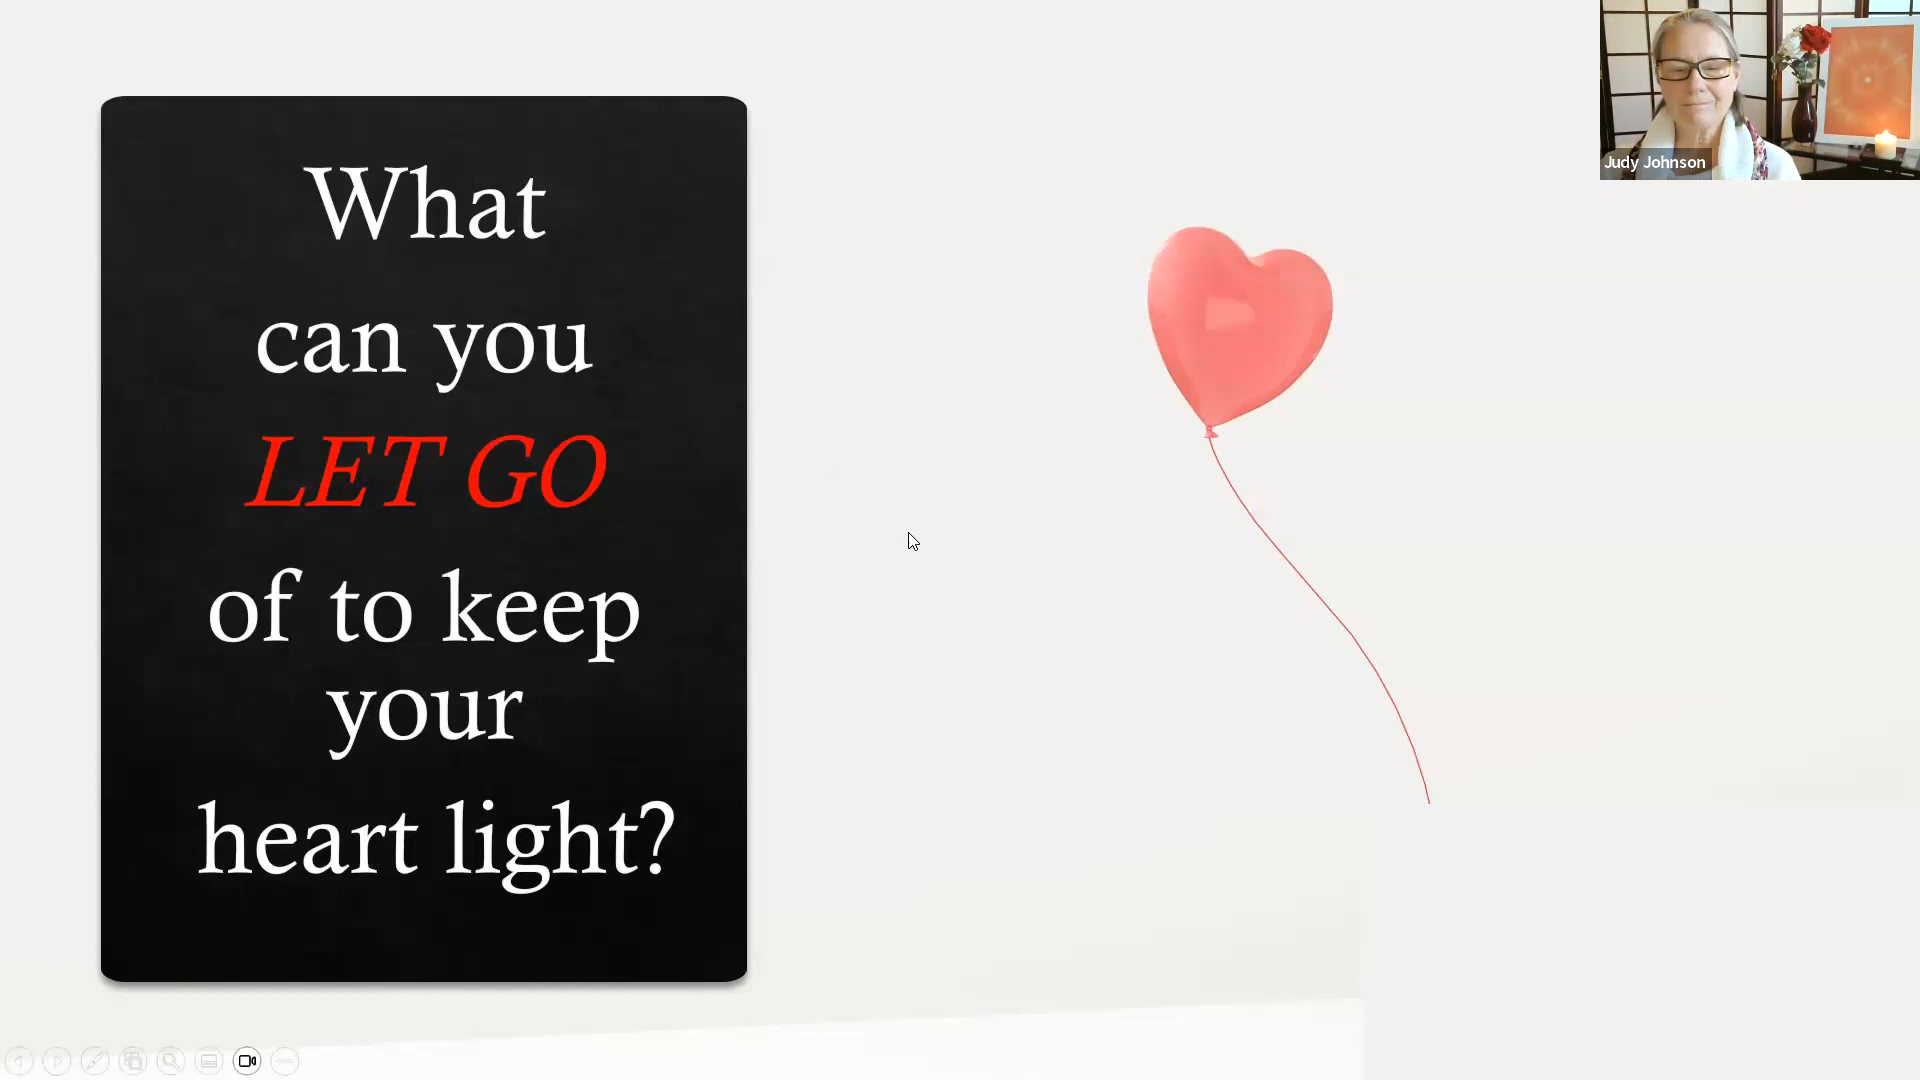 What
can you
LET GO
of to keep
your
heart light?
Judy Johnson